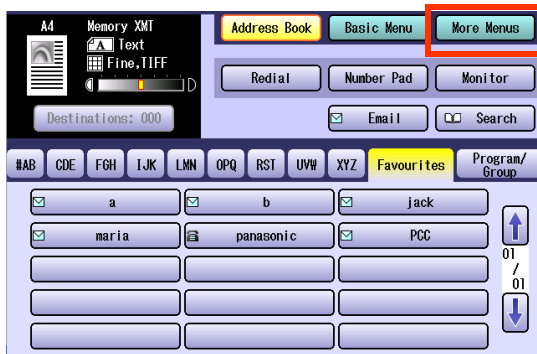 A4 Memory XMT
A Text
Fine,TIFF
D
Destinations: 000
Address Book Basic Menu More Menus
Redial Number Pad Monitor
Email Search
#AB CDE FGH IJK LMN OPQ RST UVW XYZ Favourites Program/
Group
a b jack
maria panasonic PCC
01
/
01